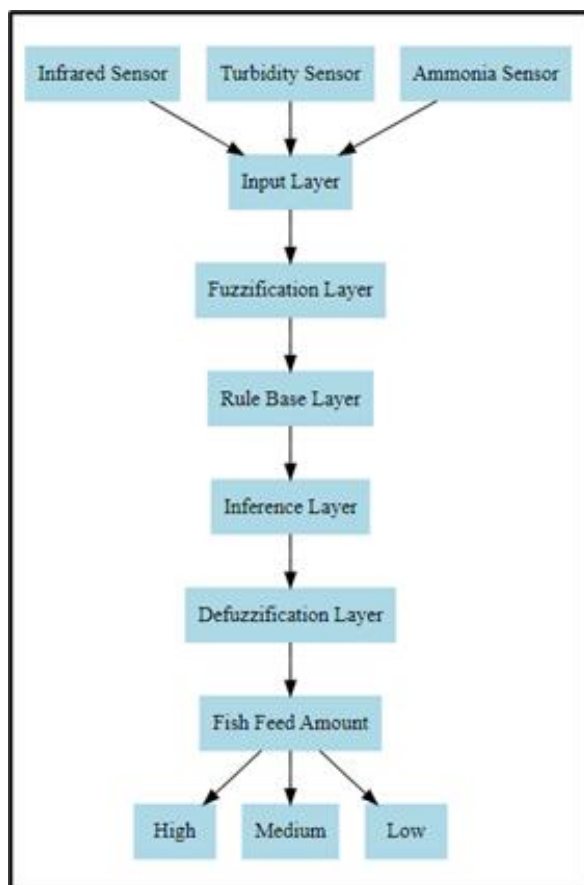 Infrared Sensor
Turbidity Sensor
Ammonia Sensor
Input Layer
Fuzzification Layer
Rule Base Layer
Inference Layer
Defuzzification Layer
Fish Feed Amount
High
Medium
Low